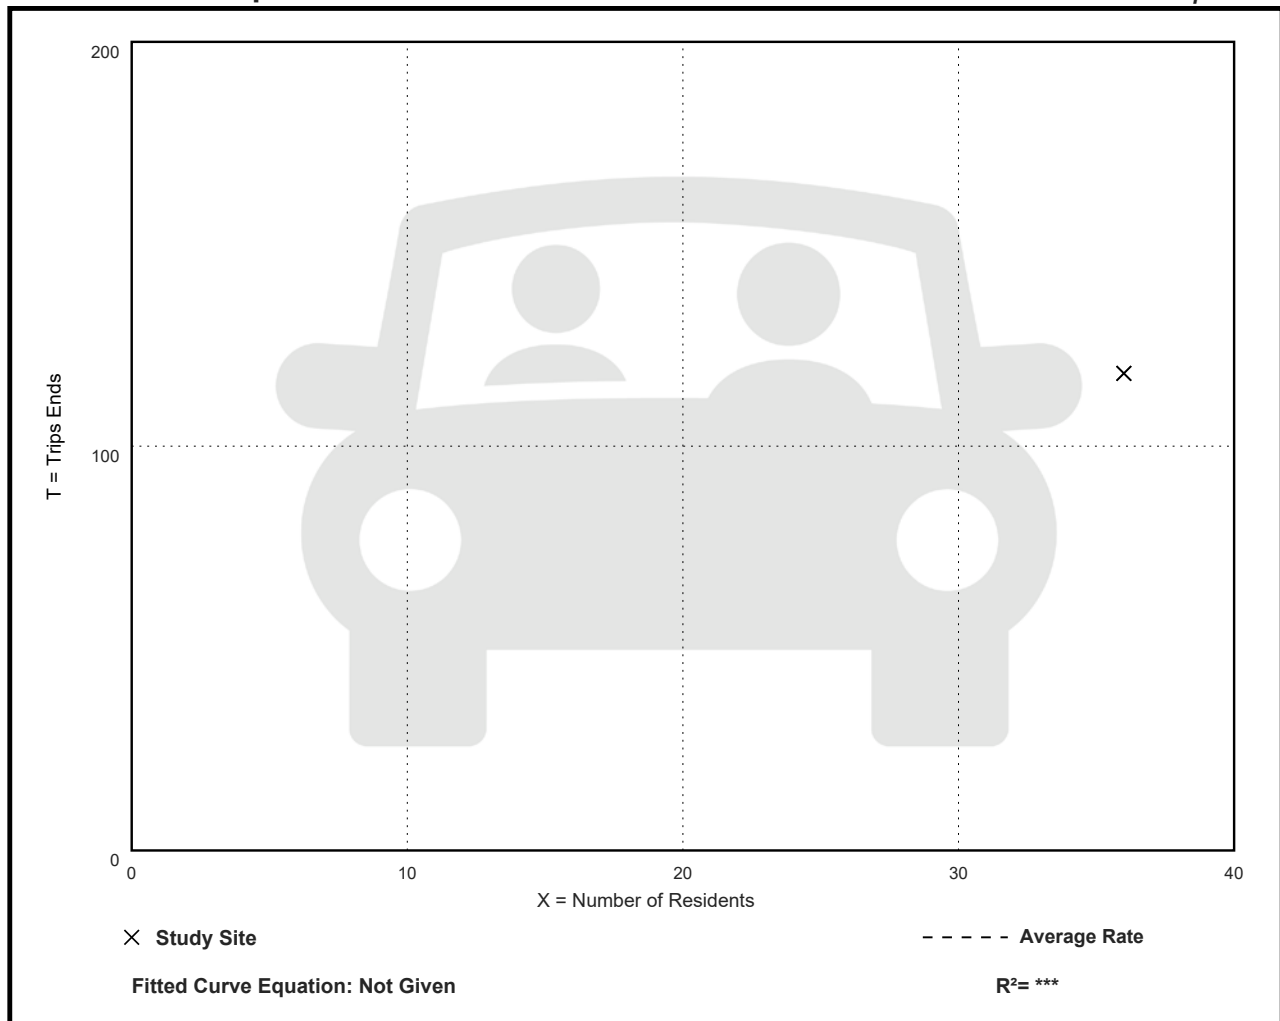 200
100
0
T = Trips Ends
0 10 20 30 40
X = Number of Residents
Study Site
Average Rate
Fitted Curve Equation: Not Given
R²= ***